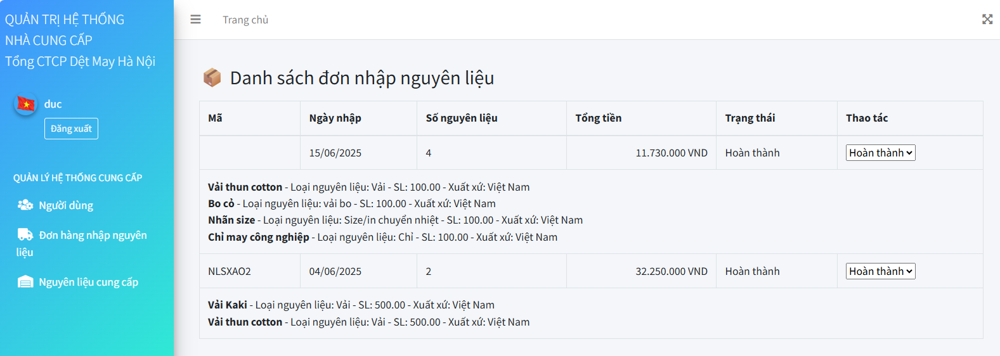 QUẢN TRỊ HỆ THỐNG
NHÀ CUNG CẤP
Tổng CTCP Dệt May Hà Nội
duc
Đăng xuất
QUẢN LÝ HỆ THỐNG CUNG CẤP
Người dùng
Đơn hàng nhập nguyên
liệu
Nguyên liệu cung cấp
Trang chủ
Danh sách đơn nhập nguyên liệu
Mã Ngày nhập Số nguyên liệu Tổng tiền Trạng thái Thao tác
15/06/2025 4 11.730.000 VND Hoàn thành Hoàn thành
Vải thun cotton - Loại nguyên liệu: Vải - SL: 100.00 - Xuất xứ: Việt Nam
Bo cỏ - Loại nguyên liệu: vải bo - SL: 100.00 - Xuất xứ: Việt Nam
Nhãn size - Loại nguyên liệu: Size/in chuyển nhiệt - SL: 100.00 - Xuất xứ: Việt Nam
Chỉ may công nghiệp - Loại nguyên liệu: Chỉ - SL: 100.00 - Xuất xứ: Việt Nam
NLSXAO2 04/06/2025 2 32.250.000 VND Hoàn thành Hoàn thành
Vải Kaki - Loại nguyên liệu: Vải - SL: 500.00 - Xuất xứ: Việt Nam
Vải thun cotton - Loại nguyên liệu: Vải - SL: 500.00 - Xuất xứ: Việt Nam